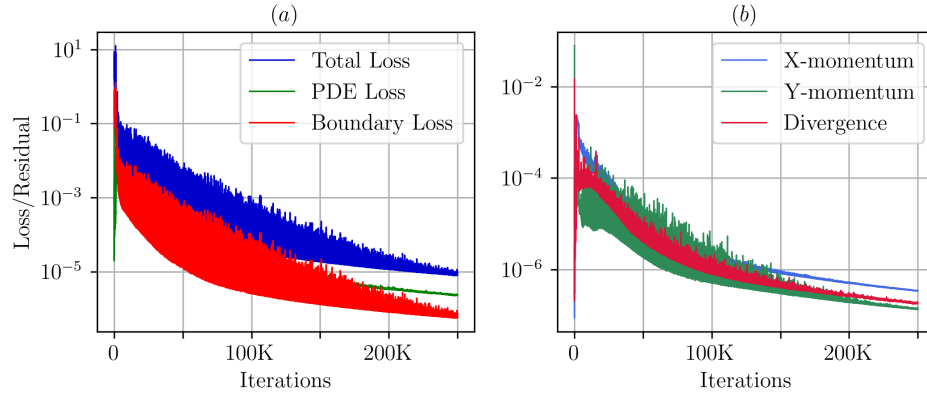 (a)
10^1
10^{-1}
10^{-3}
10^{-5}
Loss/Residual
Total Loss
PDE Loss
Boundary Loss
0
100K
200K
Iterations
(b)
10^{-2}
10^{-4}
10^{-6}
X-momentum
Y-momentum
Divergence
0
100K
200K
Iterations